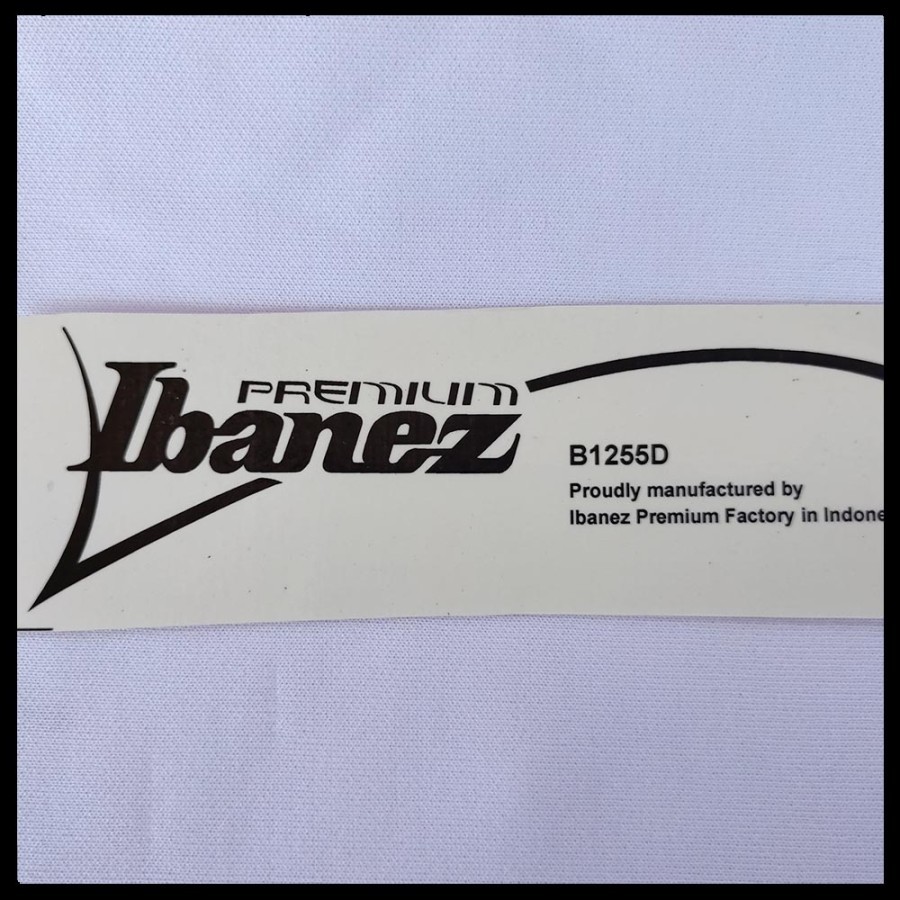 PREMIUM
Ibanez
B1255D
Proudly manufactured by
Ibanez Premium Factory in Indone